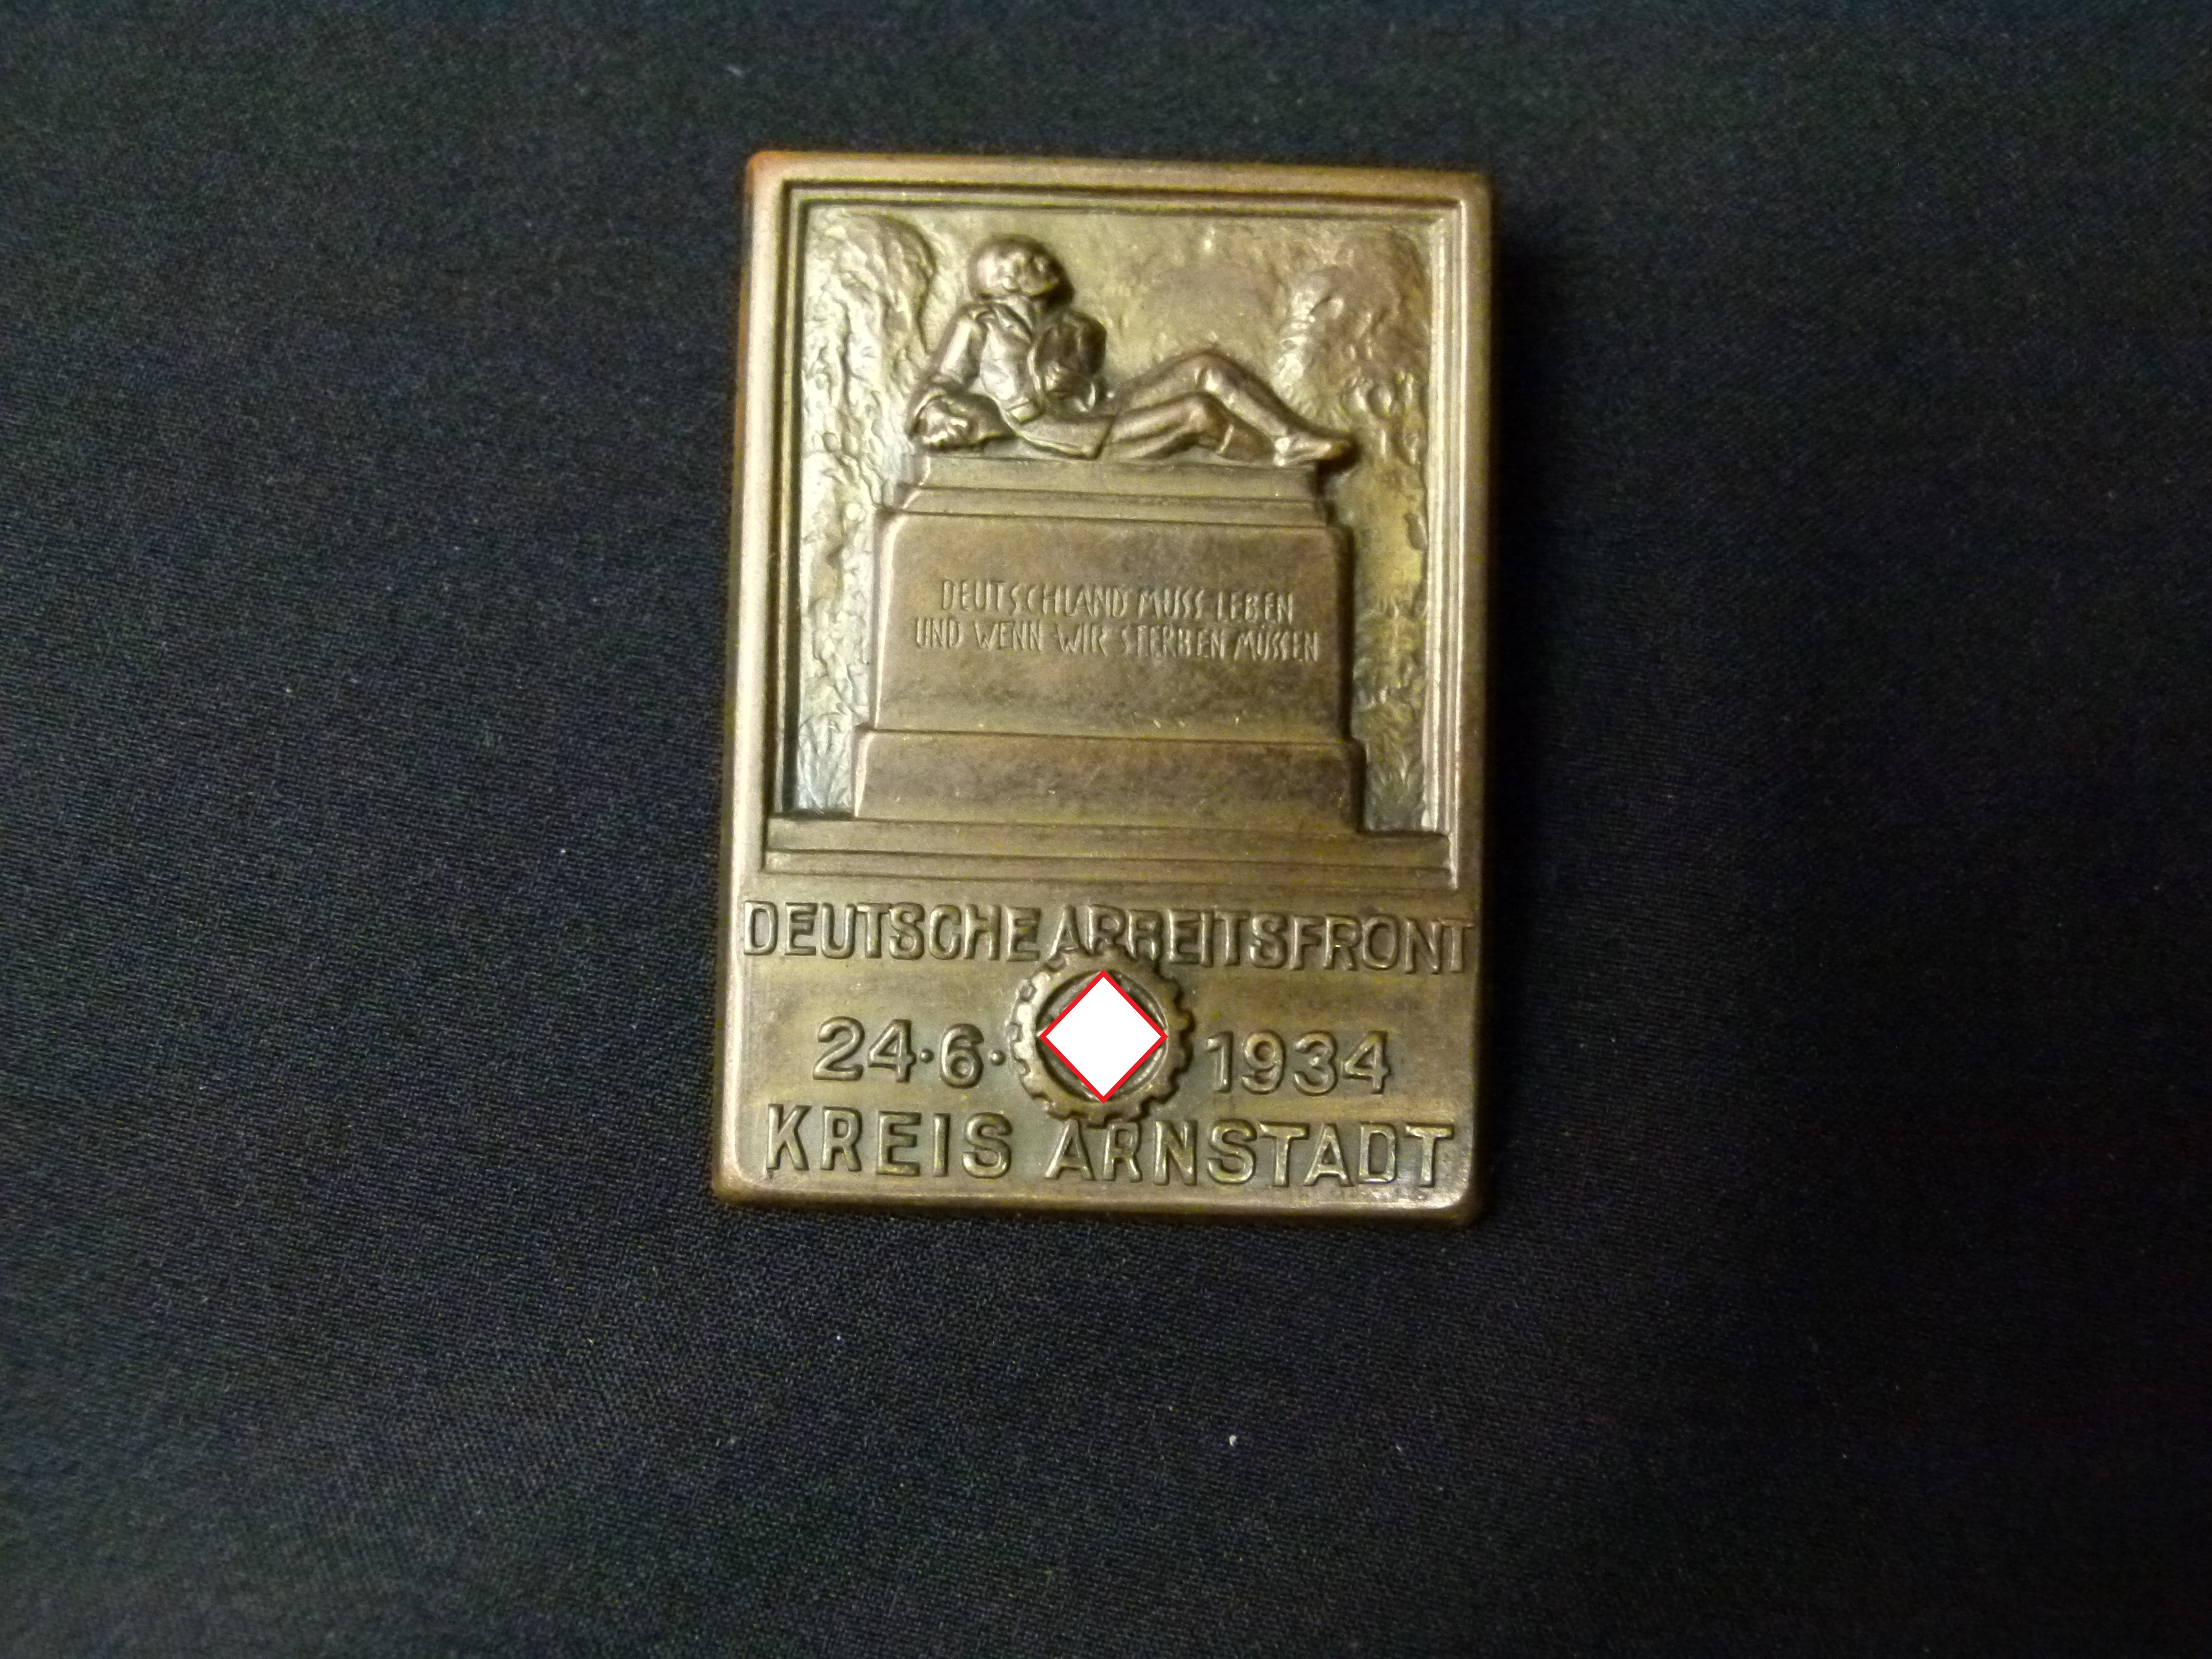 DEUTSCHLAND MUSS LEBEN
UND WENN WIR STERBEN MÜSSEN
DEUTSCHE ARBEITSFRONT
24·6· 1934
KREIS ARNSTADT